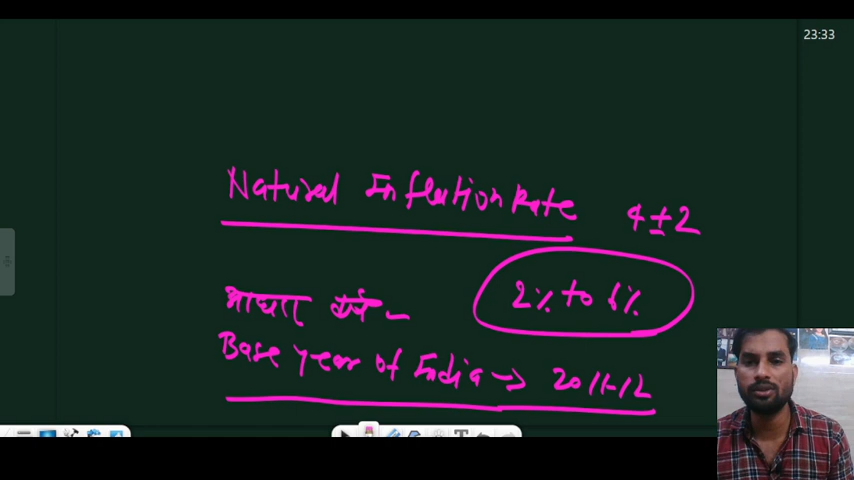 23:33
Natural Inflation Rate 4±2
2% to 6%
आधार वर्ष -
Base year of India → 2011-12